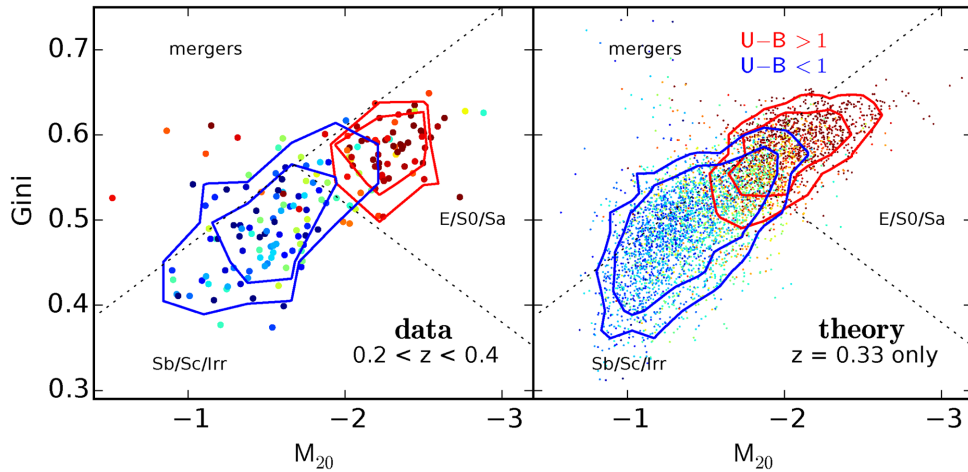 0.7
0.6
0.5
0.4
0.3
Gini
mergers
E/S0/Sa
Sb/Sc/Irr
data
0.2 < z < 0.4
−1
−2
−3
M20
mergers
U−B > 1
U−B < 1
E/S0/Sa
Sb/Sc/Irr
theory
z = 0.33 only
−1
−2
−3
M20